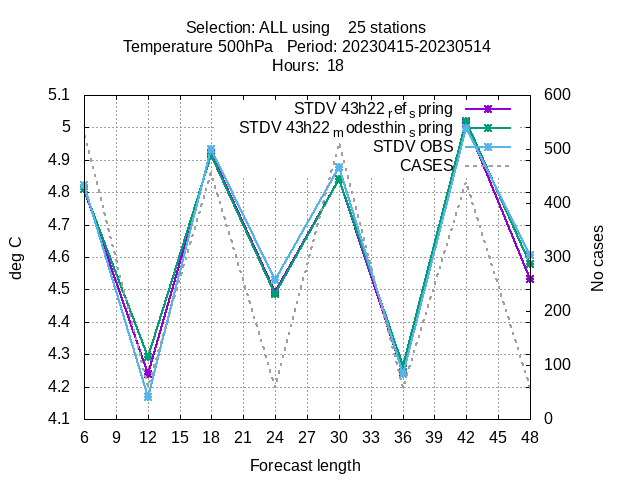 Selection: ALL using    25 stations
Temperature 500hPa   Period: 20230415-20230514
Hours:  18
5.1
5
4.9
4.8
4.7
4.6
4.5
4.4
4.3
4.2
4.1
deg C
600
500
400
300
200
100
0
No cases
STDV 43h22 ref spring
STDV 43h22 modesthin spring
STDV OBS
CASES
6 9 12 15 18 21 24 27 30 33 36 39 42 45 48
Forecast length